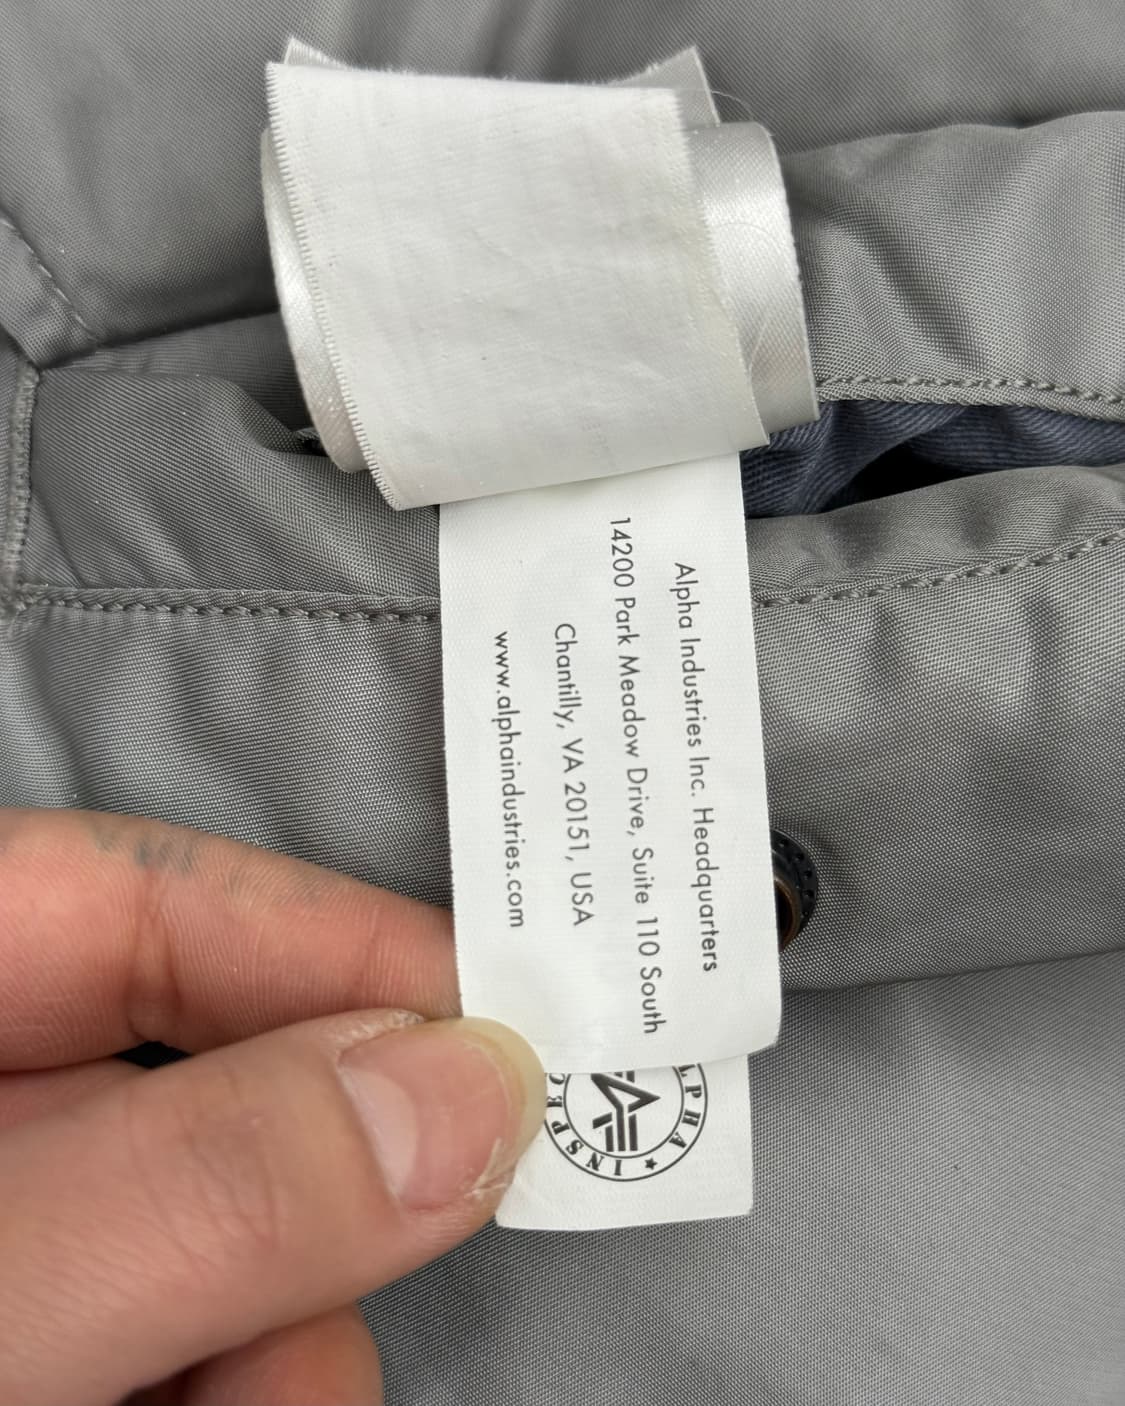 Alpha Industries Inc. Headquarters
14200 Park Meadow Drive, Suite 110 South
Chantilly, VA 20151, USA
www.alphaindustries.com